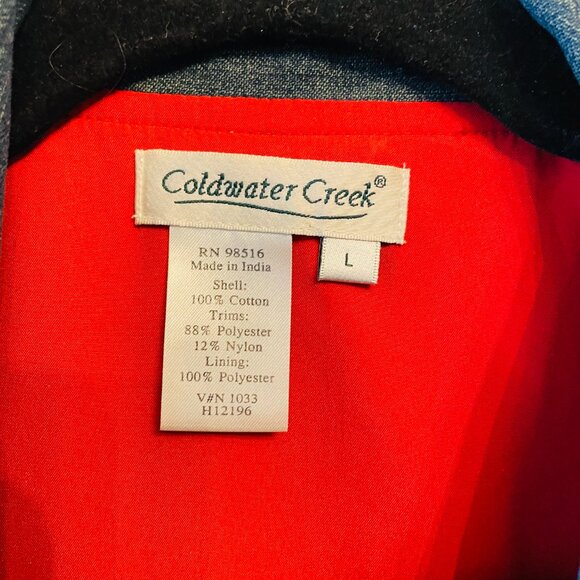 Coldwater Creek®
L
RN 98516
Made in India
Shell:
100% Cotton
Trims:
88% Polyester
12% Nylon
Lining:
100% Polyester
V#N 1033
H12196